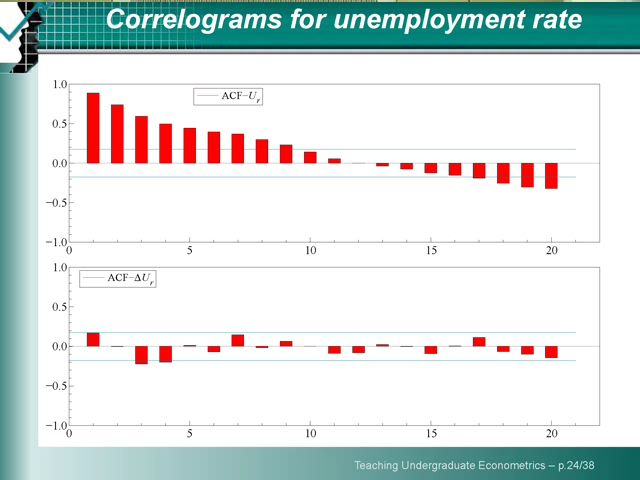 Correlograms for unemployment rate
1.0
ACF−Ur
0.5
0.0
−0.5
−1.0
0 5 10 15 20
1.0
ACF−ΔUr
0.5
0.0
−0.5
−1.0
0 5 10 15 20
Teaching Undergraduate Econometrics – p.24/38